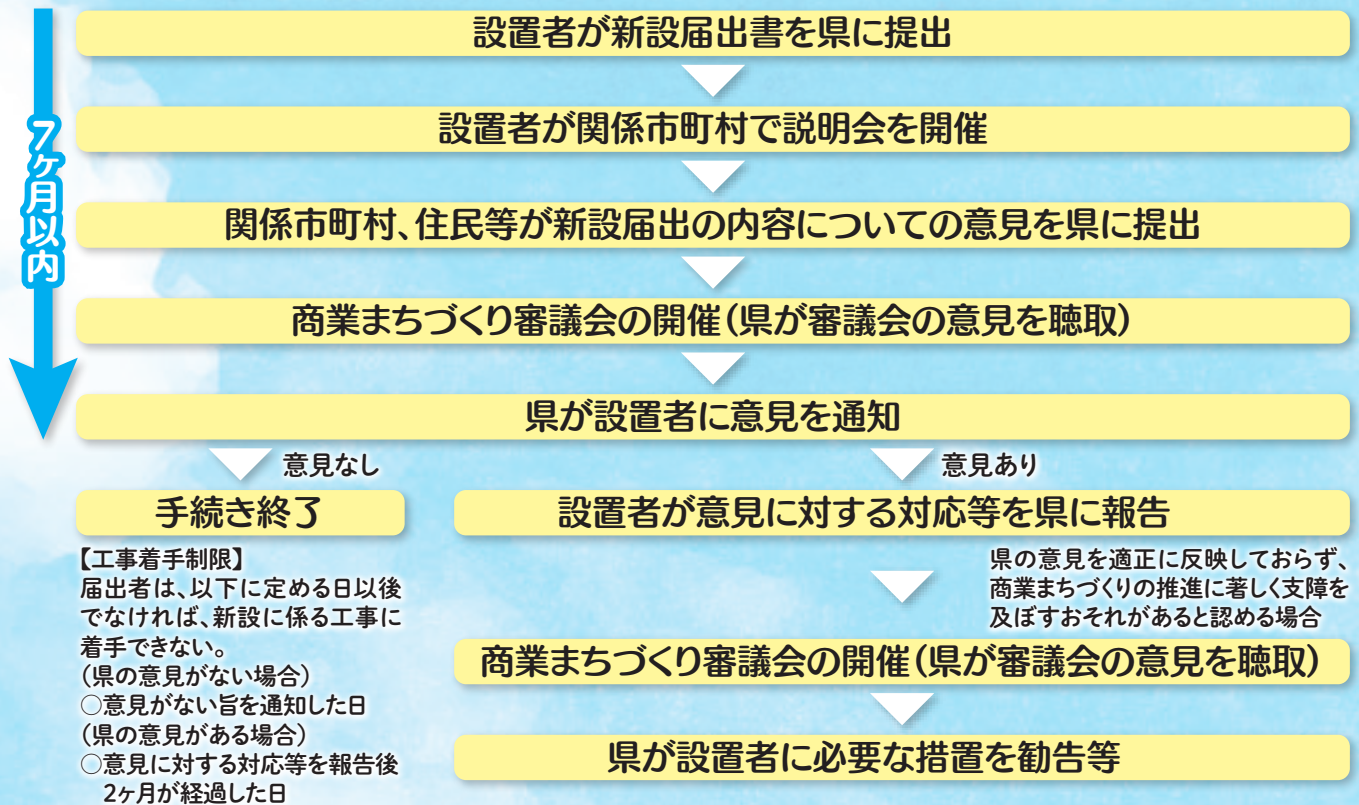 7ヶ月以内
設置者が新設届出書を県に提出
設置者が関係市町村で説明会を開催
関係市町村、住民等が新設届出の内容についての意見を県に提出
商業まちづくり審議会の開催(県が審議会の意見を聴取)
県が設置者に意見を通知
意見なし
手続き終了
【工事着手制限】
届出者は、以下に定める日以後
でなければ、新設に係る工事に
着手できない。
(県の意見がない場合)
○意見がない旨を通知した日
(県の意見がある場合)
○意見に対する対応等を報告後
2ヶ月が経過した日
意見あり
設置者が意見に対する対応等を県に報告
県の意見を適正に反映しておらず、
商業まちづくりの推進に著しく支障を
及ぼすおそれがあると認める場合
商業まちづくり審議会の開催(県が審議会の意見を聴取)
県が設置者に必要な措置を勧告等